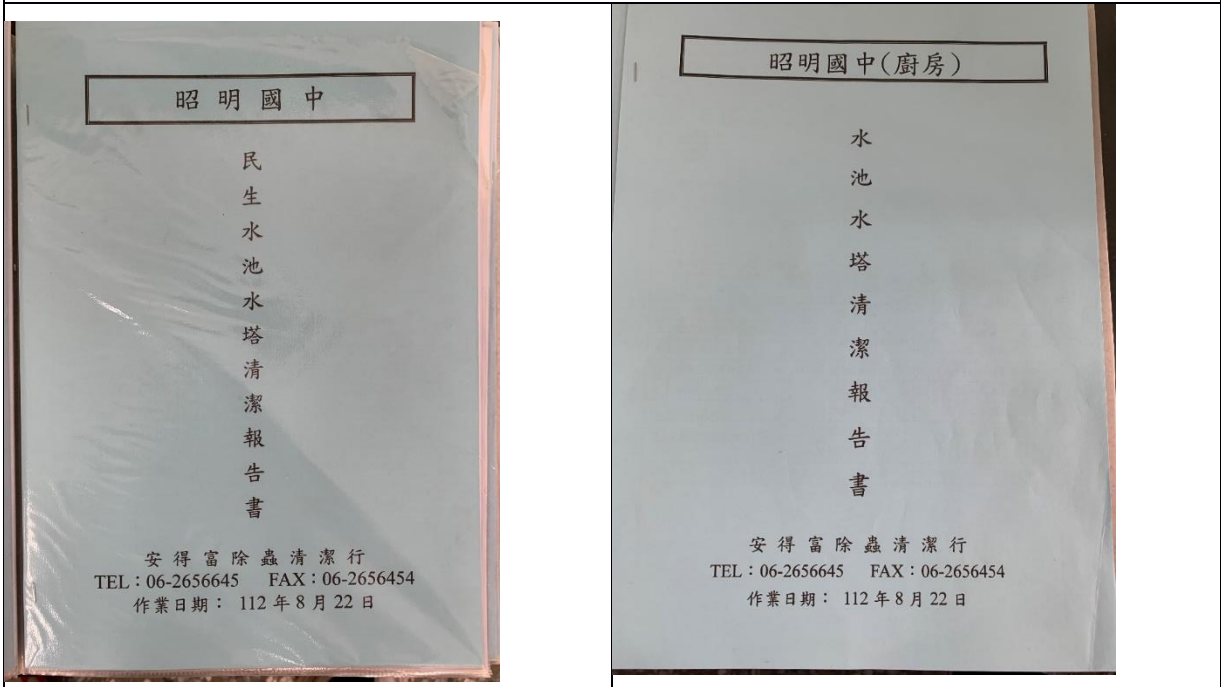 昭明國中
民生水池水塔清潔報告書
安得富除蟲清潔行
TEL：06-2656645 FAX：06-2656454
作業日期： 112 年 8 月 22 日
昭明國中(廚房)
水池水塔清潔報告書
安得富除蟲清潔行
TEL：06-2656645 FAX：06-2656454
作業日期： 112 年 8 月 22 日